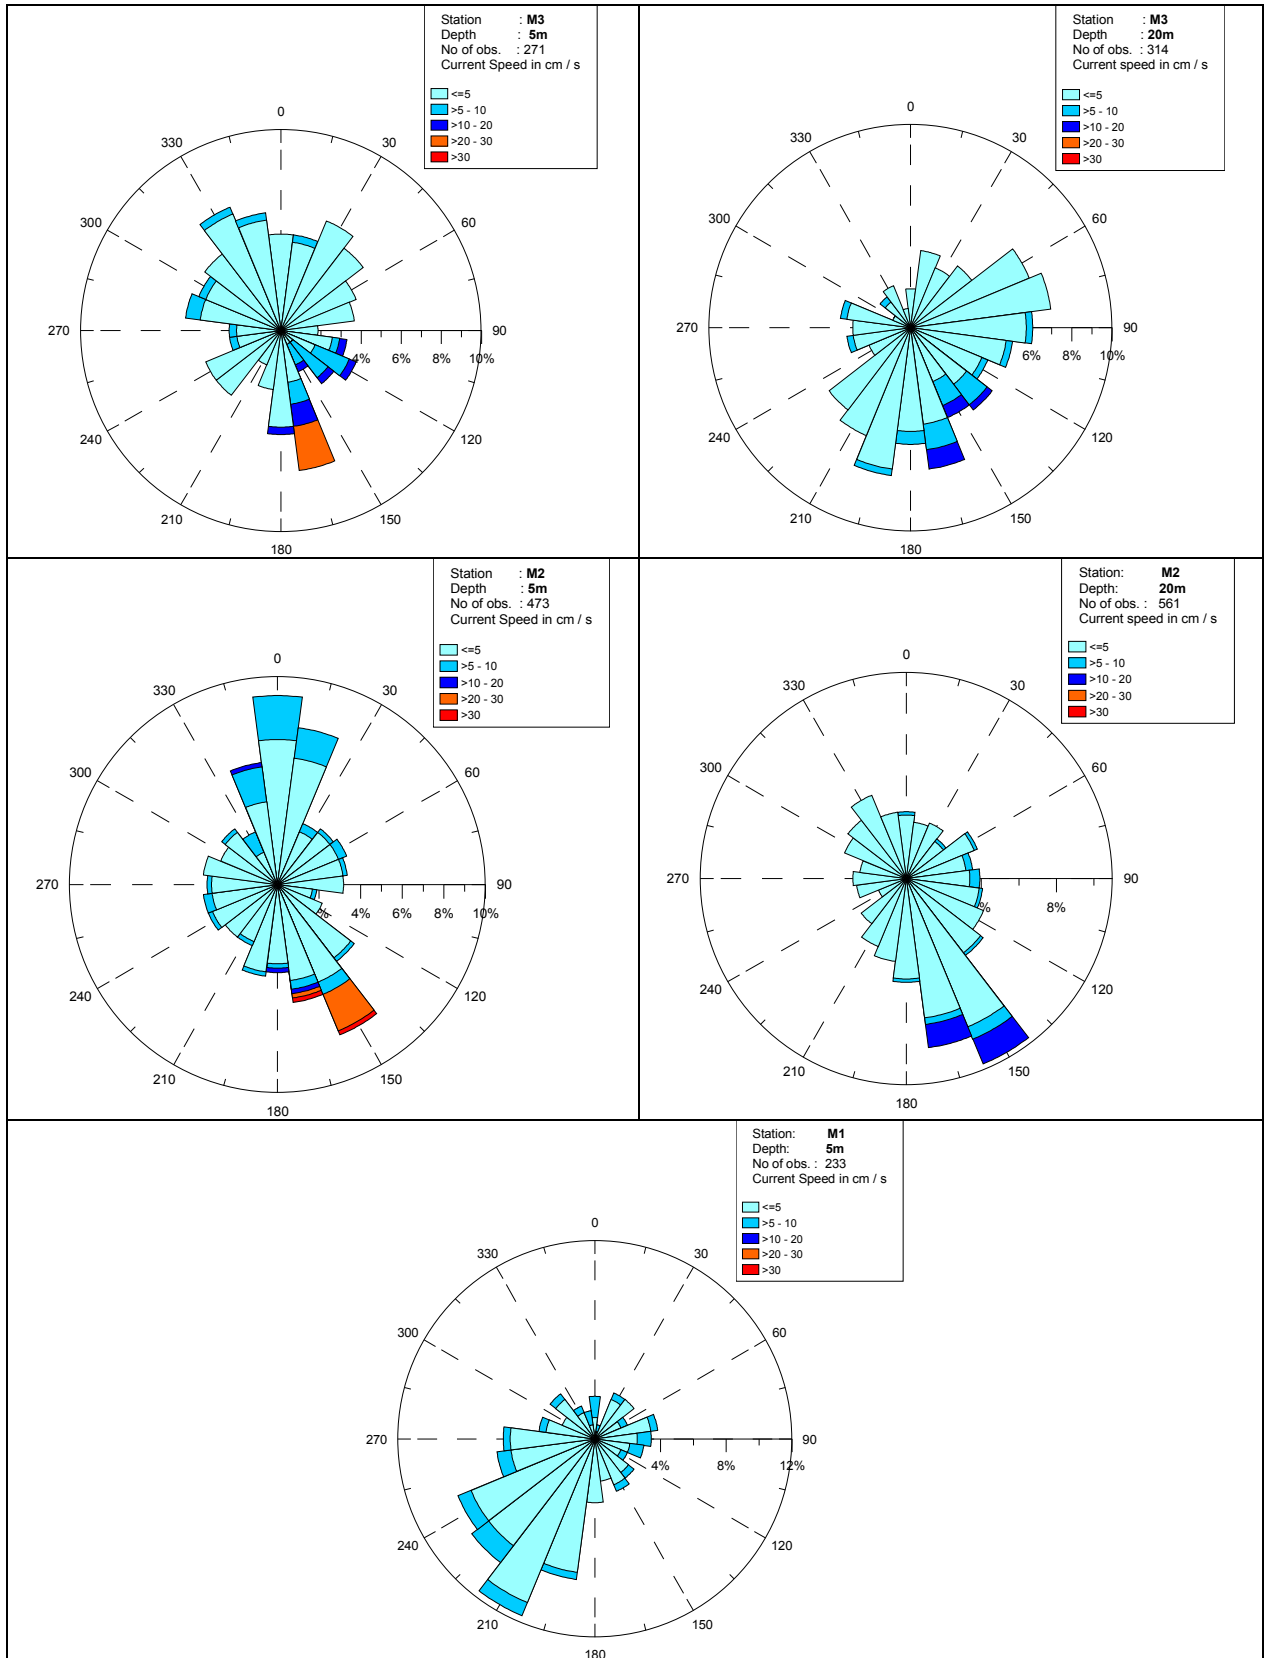 Station : M3
Depth : 5m
No of obs. : 271
Current Speed in cm / s
<=5
>5 - 10
>10 - 20
>20 - 30
>30
0
330 30
300 60
270 90
4% 6% 8% 10%
240 120
210 150
180
Station : M3
Depth : 20m
No of obs. : 314
Current speed in cm / s
<=5
>5 - 10
>10 - 20
>20 - 30
>30
0
330 30
300 60
270 90
6% 8% 10%
240 120
210 150
180
Station : M2
Depth : 5m
No of obs. : 473
Current Speed in cm / s
<=5
>5 - 10
>10 - 20
>20 - 30
>30
0
330 30
300 60
270 90
4% 6% 8% 10%
240 120
210 150
180
Station: M2
Depth: 20m
No of obs. : 561
Current speed in cm / s
<=5
>5 - 10
>10 - 20
>20 - 30
>30
0
330 30
300 60
270 90
8%
240 120
210 150
180
Station: M1
Depth: 5m
No of obs. : 233
Current Speed in cm / s
<=5
>5 - 10
>10 - 20
>20 - 30
>30
0
330 30
300 60
270 90
4% 8% 12%
240 120
210 150
180